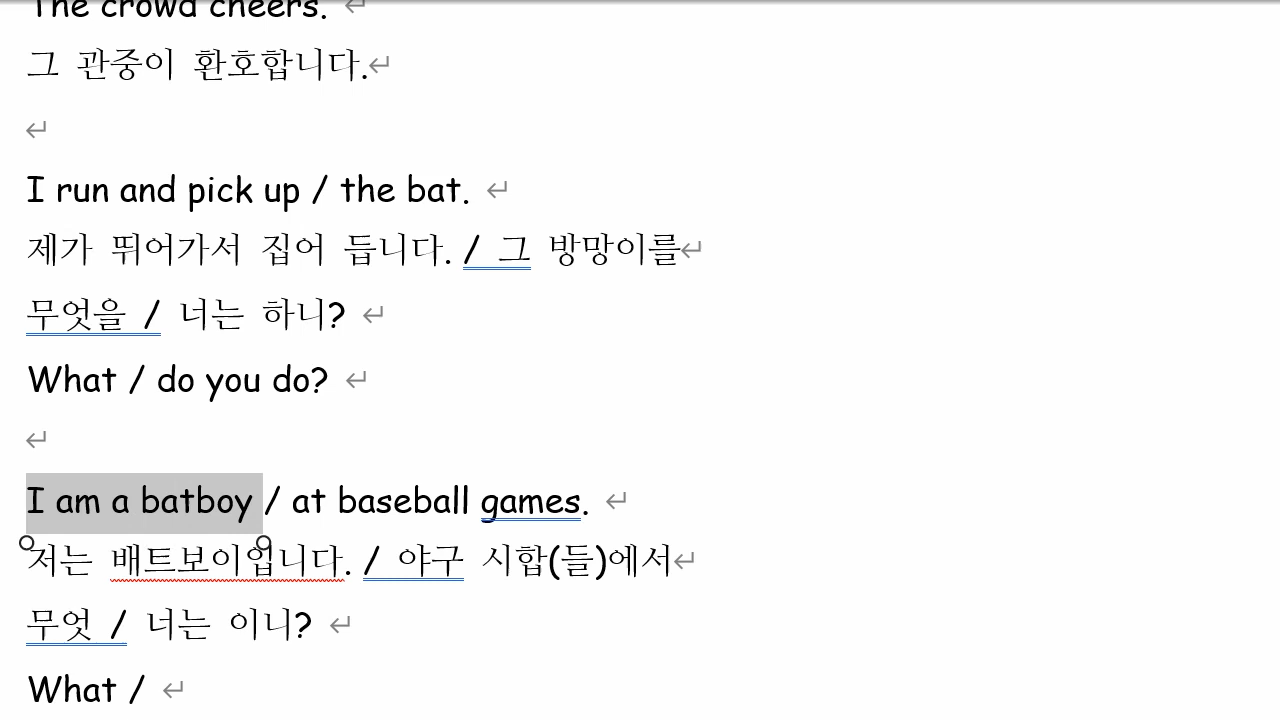 The crowd cheers.
그 관중이 환호합니다.
I run and pick up / the bat.
제가 뛰어가서 집어 듭니다. / 그 방망이를
무엇을 / 너는 하니?
What / do you do?
I am a batboy / at baseball games.
저는 배트보이입니다. / 야구 시합(들)에서
무엇 / 너는 이니?
What /